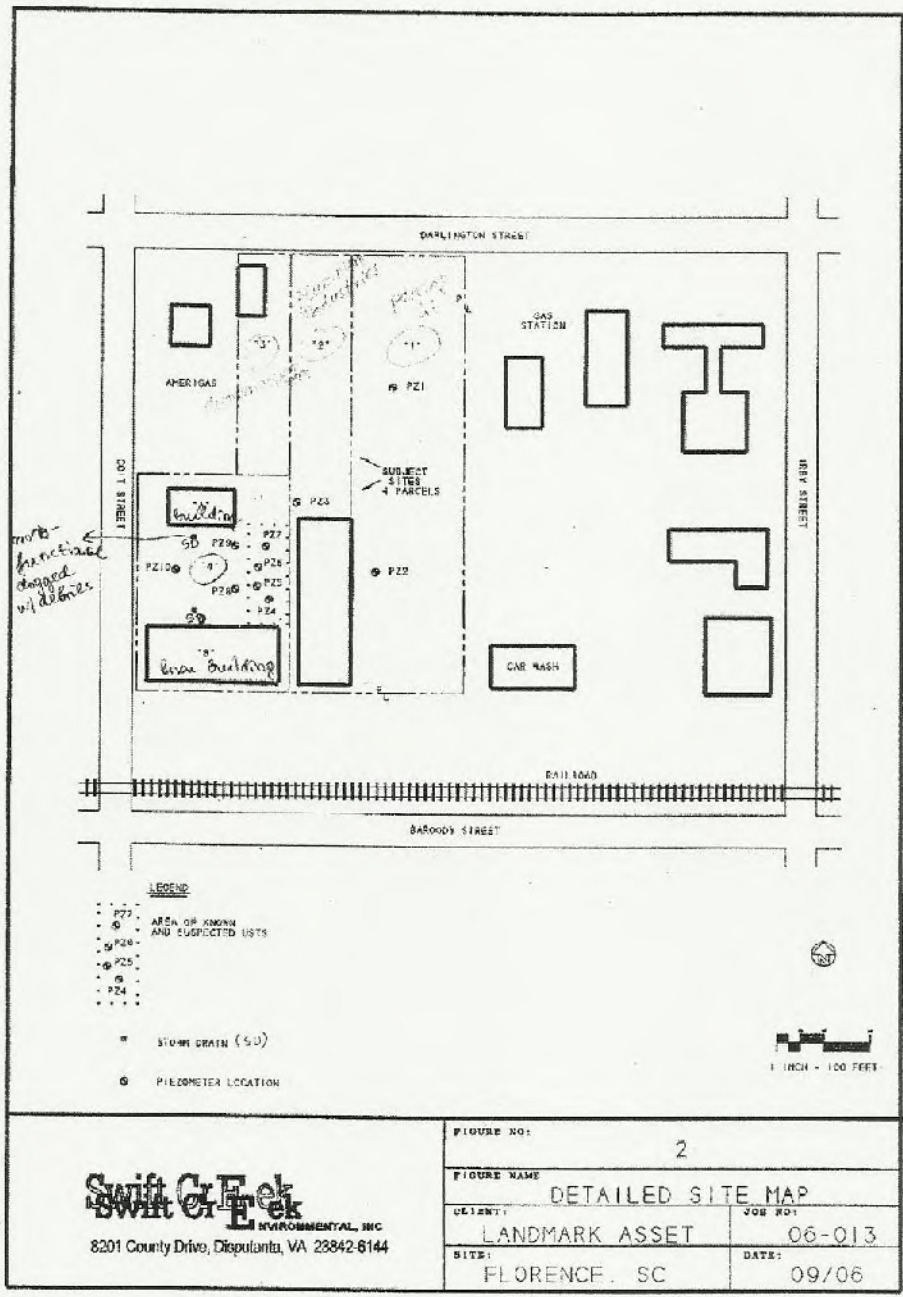 DARLINGTON STREET
Industries
parking
GAS
STATION
"3"
"2"
"1"
AMERIGAS
PZ1
COIT STREET
IRBY STREET
SUBJECT
SITES
4 PARCELS
building
PZ3
non-
functional
clogged
w/ debries
SD
PZ9
PZ7
PZ10
"4"
PZ6
PZ2
PZ8
PZ5
PZ4
SD
"B"
Building
CAR WASH
RAILROAD
BAROODY STREET
LEGEND
PZ7
PZ6
PZ5
PZ4
AREA OF KNOWN
AND SUSPECTED USTS
STORM DRAIN (SD)
PIEZOMETER LOCATION
N
1 INCH - 100 FEET
Swift CrEek
ENVIRONMENTAL, INC
8201 County Drive, Disputanta, VA 23842-6144
FIGURE NO:
2
FIGURE NAME
DETAILED SITE MAP
CLIENT:
LANDMARK ASSET
JOB NO:
06-013
SITE:
FLORENCE, SC
DATE:
09/06